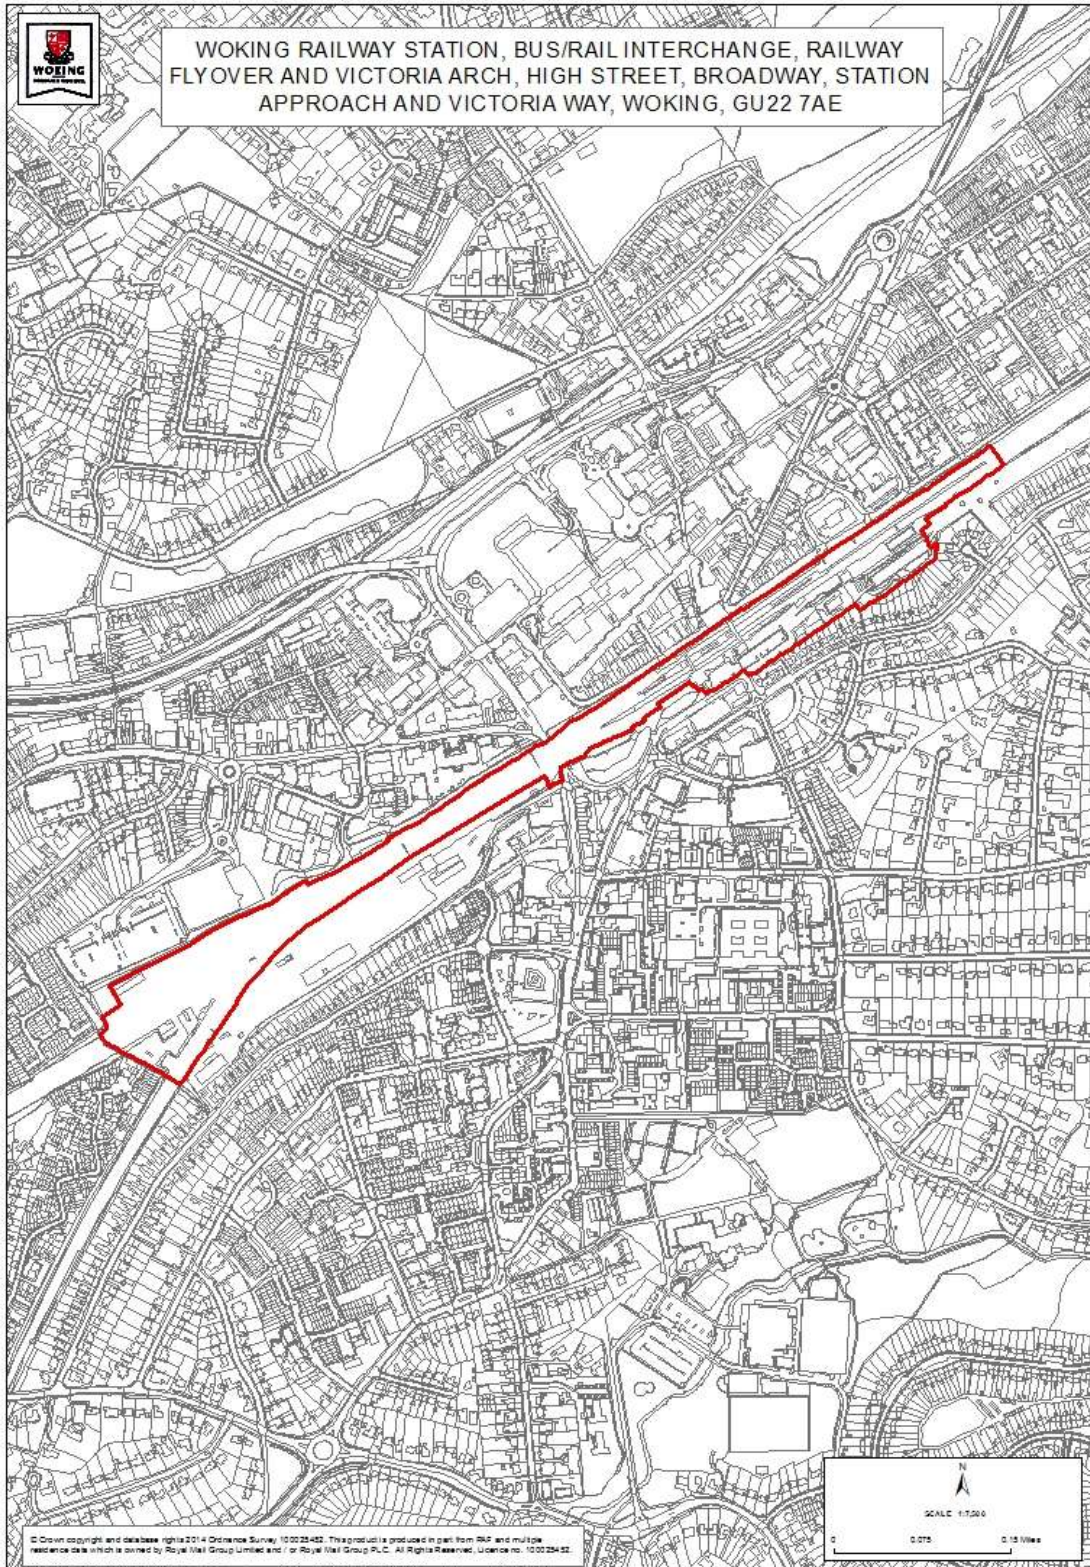 WOKING
WOKING RAILWAY STATION, BUS/RAIL INTERCHANGE, RAILWAY
FLYOVER AND VICTORIA ARCH, HIGH STREET, BROADWAY, STATION
APPROACH AND VICTORIA WAY, WOKING, GU22 7AE
N
SCALE 1:7,500
0 0.075 0.15 Miles
© Crown copyright and database rights 2014 Ordnance Survey 100025452. This product is produced in part from PAF and multiple
residence data which is owned by Royal Mail Group Limited and / or Royal Mail Group PLC. All Rights Reserved, Licence no. 100025452.